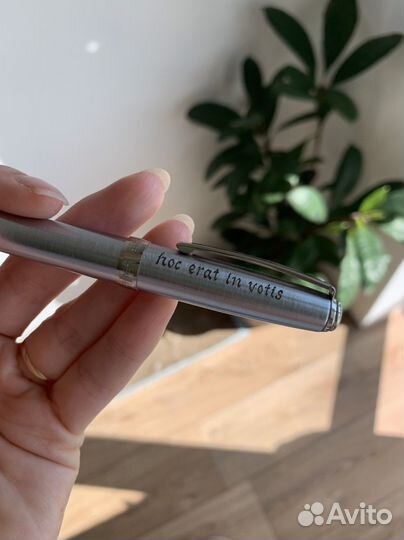 hoc erat in votis
Avito